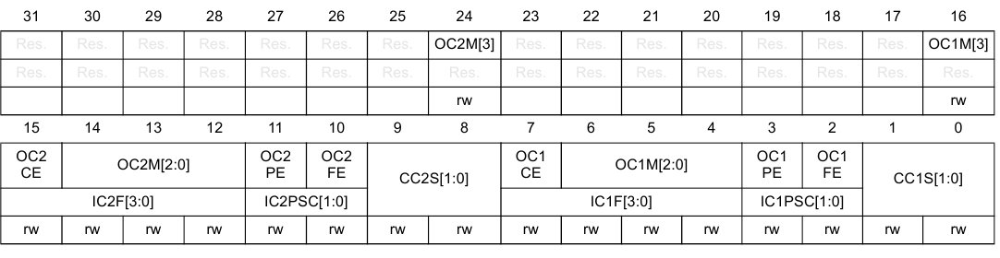 31 30 29 28 27 26 25 24 23 22 21 20 19 18 17 16
Res. Res. Res. Res. Res. Res. Res. OC2M[3] Res. Res. Res. Res. Res. Res. Res. OC1M[3]
Res. Res. Res. Res. Res. Res. Res. Res. Res. Res. Res. Res. Res. Res. Res. Res.
rw rw
15 14 13 12 11 10 9 8 7 6 5 4 3 2 1 0
OC2 CE OC2M[2:0] OC2 PE OC2 FE CC2S[1:0] OC1 CE OC1M[2:0] OC1 PE OC1 FE CC1S[1:0]
IC2F[3:0] IC2PSC[1:0] IC1F[3:0] IC1PSC[1:0]
rw rw rw rw rw rw rw rw rw rw rw rw rw rw rw rw